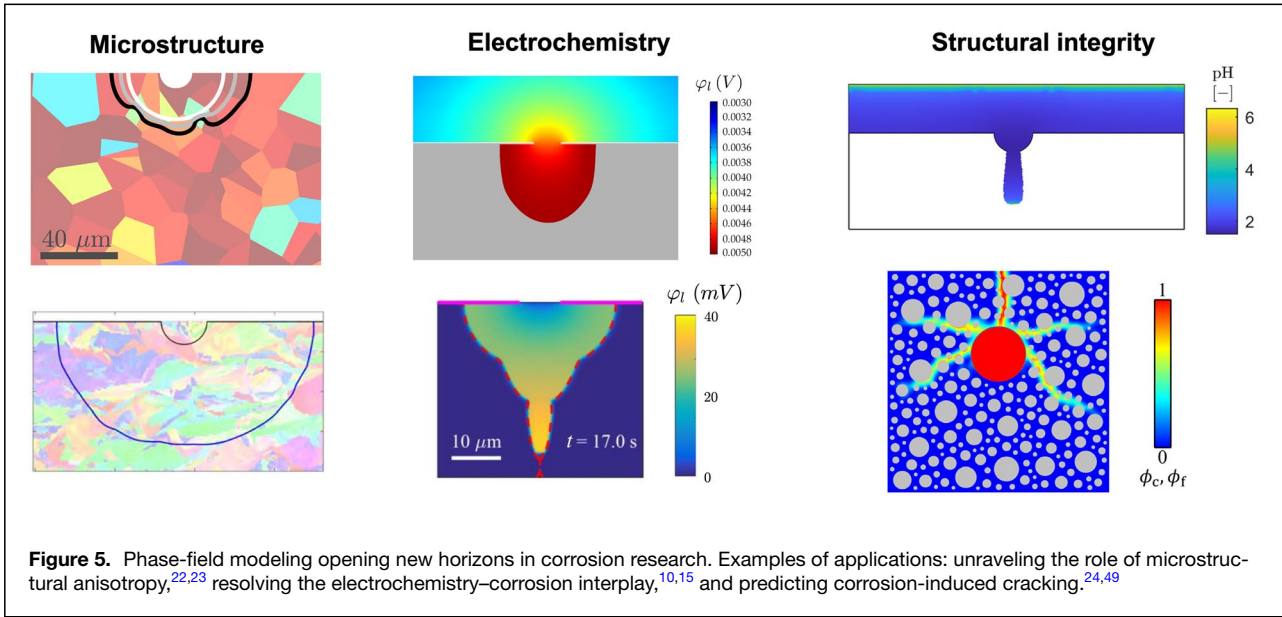 Microstructure
Electrochemistry
Structural integrity
40 μm
φ_l (V)
0.0030
0.0032
0.0034
0.0036
0.0038
0.0040
0.0042
0.0044
0.0046
0.0048
0.0050
pH
[−]
6
4
2
φ_l (mV)
40
20
0
10 μm
t = 17.0 s
1
0
ϕc, ϕf
Figure 5. Phase-field modeling opening new horizons in corrosion research. Examples of applications: unraveling the role of microstruc-
tural anisotropy,22,23 resolving the electrochemistry–corrosion interplay,10,15 and predicting corrosion-induced cracking.24,49